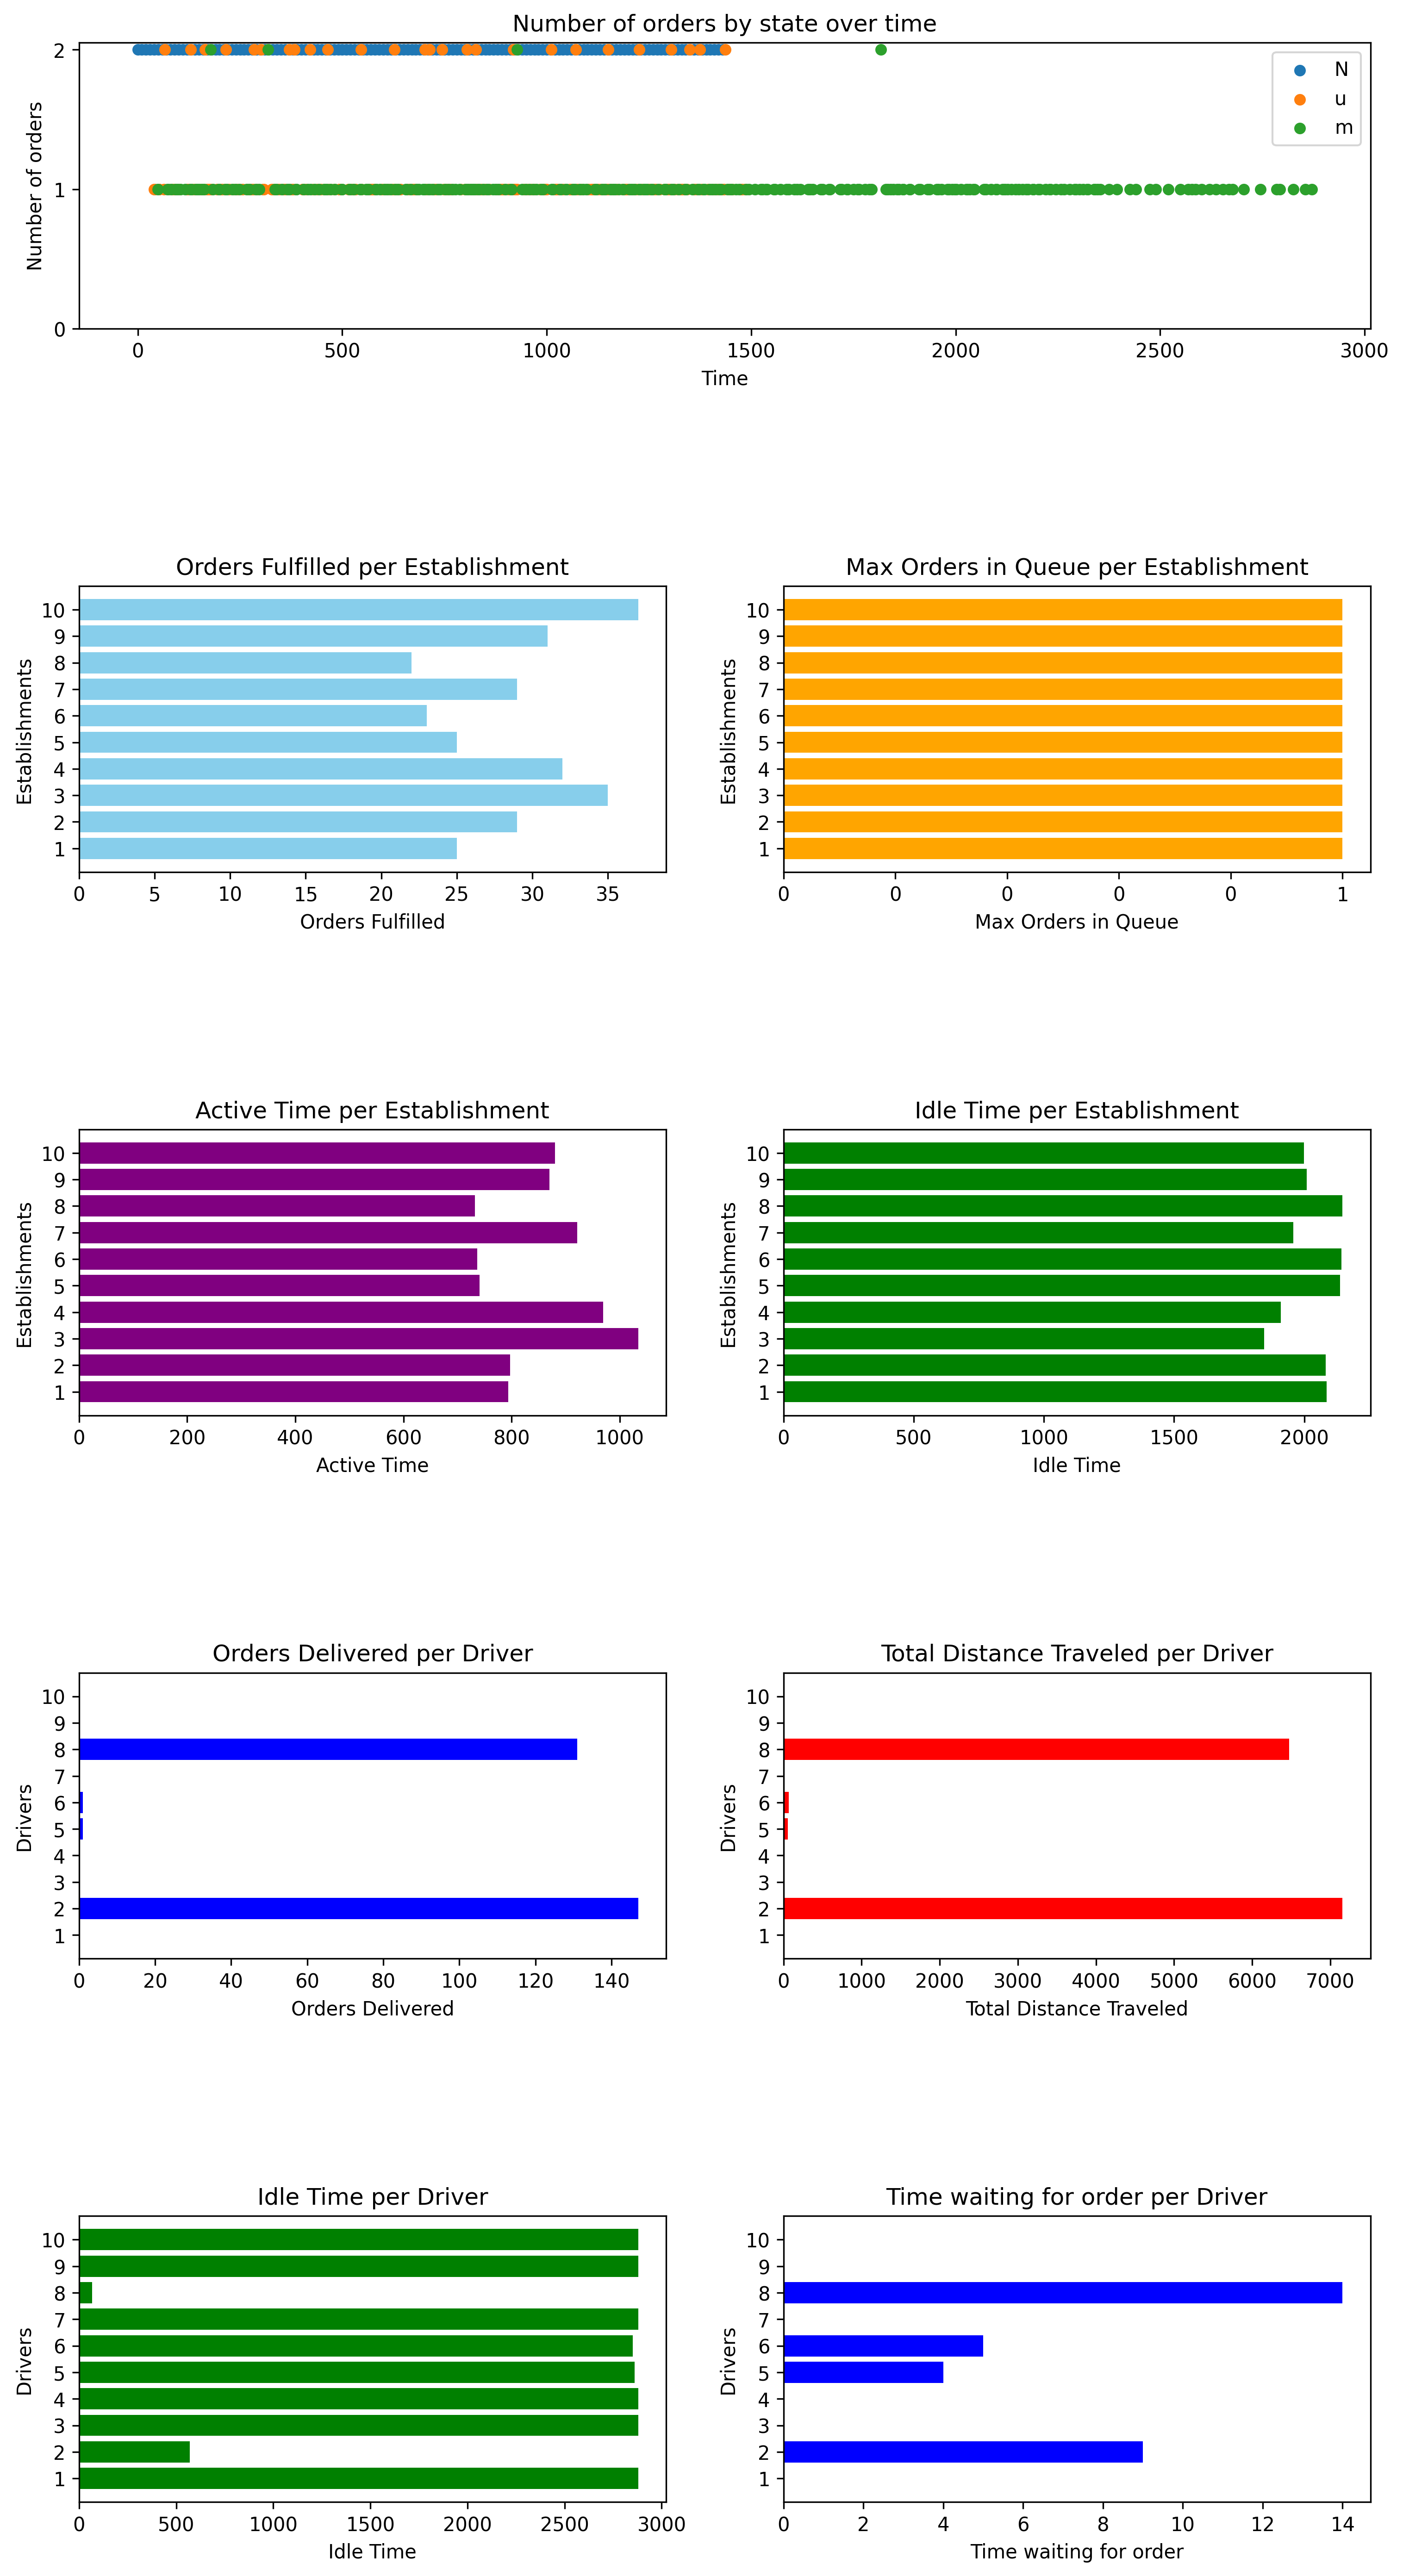 Number of orders by state over time
Number of orders
2
1
0
N
u
m
0 500 1000 1500 2000 2500 3000
Time
Orders Fulfilled per Establishment
Establishments
10
9
8
7
6
5
4
3
2
1
0 5 10 15 20 25 30 35
Orders Fulfilled
Max Orders in Queue per Establishment
Establishments
10
9
8
7
6
5
4
3
2
1
0 0 0 0 0 1
Max Orders in Queue
Active Time per Establishment
Establishments
10
9
8
7
6
5
4
3
2
1
0 200 400 600 800 1000
Active Time
Idle Time per Establishment
Establishments
10
9
8
7
6
5
4
3
2
1
0 500 1000 1500 2000
Idle Time
Orders Delivered per Driver
Drivers
10
9
8
7
6
5
4
3
2
1
0 20 40 60 80 100 120 140
Orders Delivered
Total Distance Traveled per Driver
Drivers
10
9
8
7
6
5
4
3
2
1
0 1000 2000 3000 4000 5000 6000 7000
Total Distance Traveled
Idle Time per Driver
Drivers
10
9
8
7
6
5
4
3
2
1
0 500 1000 1500 2000 2500 3000
Idle Time
Time waiting for order per Driver
Drivers
10
9
8
7
6
5
4
3
2
1
0 2 4 6 8 10 12 14
Time waiting for order